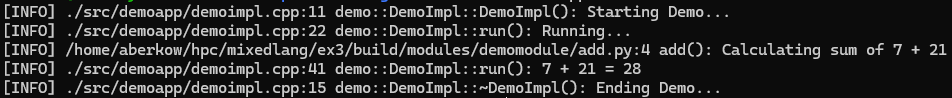 [INFO] ./src/demoapp/demoimpl.cpp:11 demo::DemoImpl::DemoImpl(): Starting Demo...
[INFO] ./src/demoapp/demoimpl.cpp:22 demo::DemoImpl::run(): Running...
[INFO] /home/aberkow/hpc/mixedlang/ex3/build/modules/demomodule/add.py:4 add(): Calculating sum of 7 + 21
[INFO] ./src/demoapp/demoimpl.cpp:41 demo::DemoImpl::run(): 7 + 21 = 28
[INFO] ./src/demoapp/demoimpl.cpp:15 demo::DemoImpl::~DemoImpl(): Ending Demo...